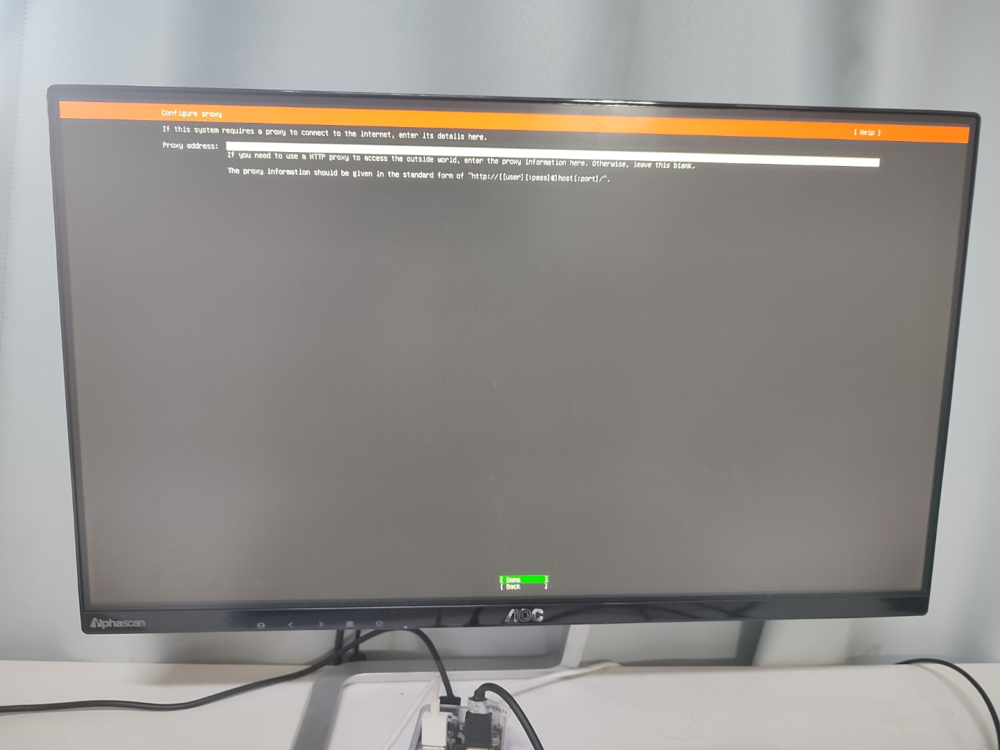 Configure proxy
[ Help ]
If this system requires a proxy to connect to the internet, enter its details here.
Proxy address:
If you need to use a HTTP proxy to access the outside world, enter the proxy information here. Otherwise, leave this blank.
The proxy information should be given in the standard form of "http://[[user][:pass]@]host[:port]/".
[ Done ]
[ Back ]
Alphascan
AOC